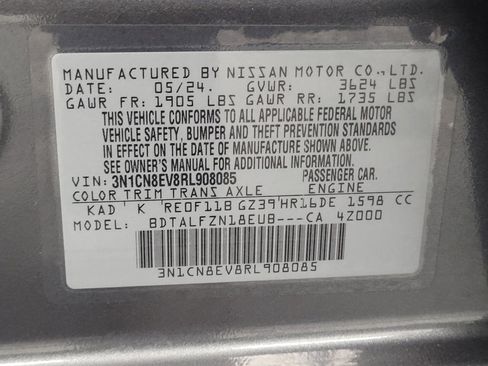 MANUFACTURED BY NISSAN MOTOR CO.,LTD.
DATE: 05/24. GVWR: 3624 LBS
GAWR FR: 1905 LBS GAWR RR: 1735 LBS
THIS VEHICLE CONFORMS TO ALL APPLICABLE FEDERAL MOTOR
VEHICLE SAFETY, BUMPER AND THEFT PREVENTION STANDARDS
IN EFFECT ON THE DATE OF MANUFACTURE SHOWN ABOVE.
SEE OWNER'S MANUAL FOR ADDITIONAL INFORMATION.
VIN: 3N1CN8EV8RL908085 PASSENGER CAR.
COLOR TRIM TRANS AXLE ENGINE
KAD K RE0F11B GZ39 HR16DE 1598 CC
MODEL: BDTALFZN18EUB---CA 4Z000
3N1CN8EV8RL908085